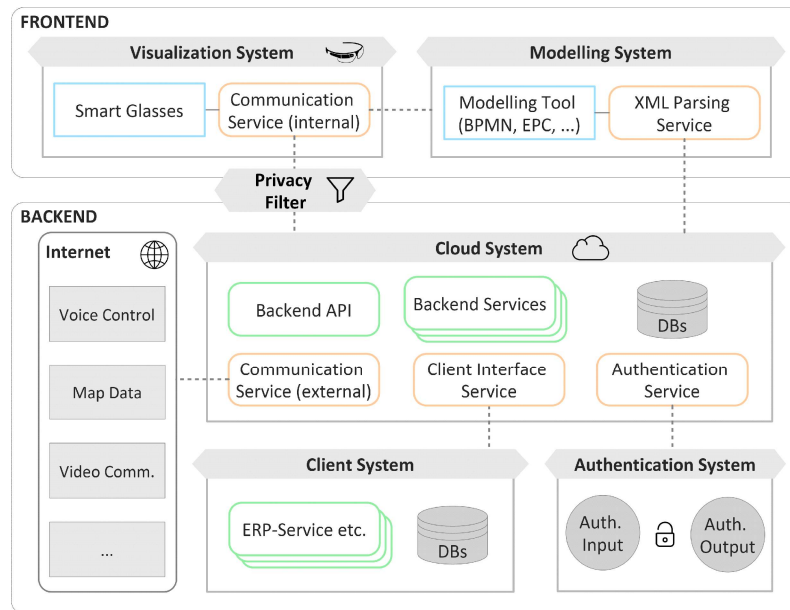 FRONTEND
Visualization System
Smart Glasses
Communication
Service (internal)
Modelling System
Modelling Tool
(BPMN, EPC, ...)
XML Parsing
Service
Privacy
Filter
BACKEND
Internet
Voice Control
Map Data
Video Comm.
...
Cloud System
Backend API
Backend Services
DBs
Communication
Service (external)
Client Interface
Service
Authentication
Service
Client System
ERP-Service etc.
DBs
Authentication System
Auth.
Input
Auth.
Output